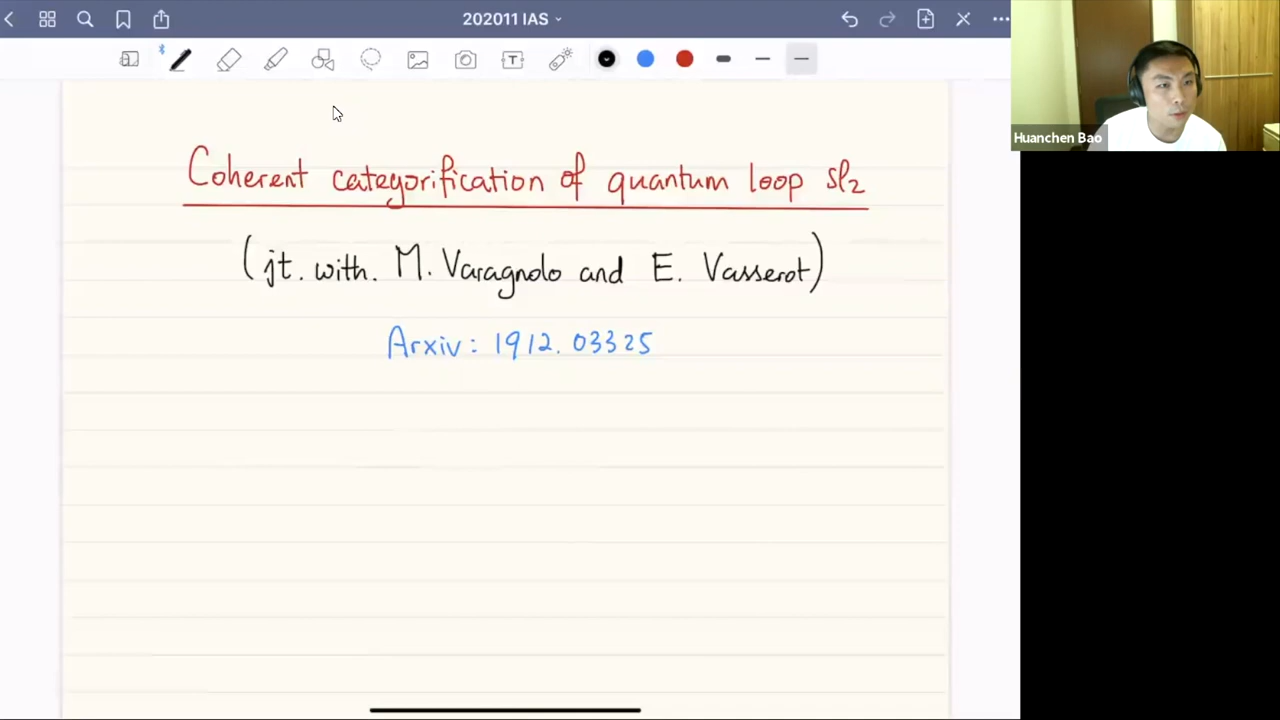 202011 IAS
Coherent categorification of quantum loop sl₂
(jt. with. M. Varagnolo and E. Vasserot)
Arxiv: 1912.03325
Huanchen Bao